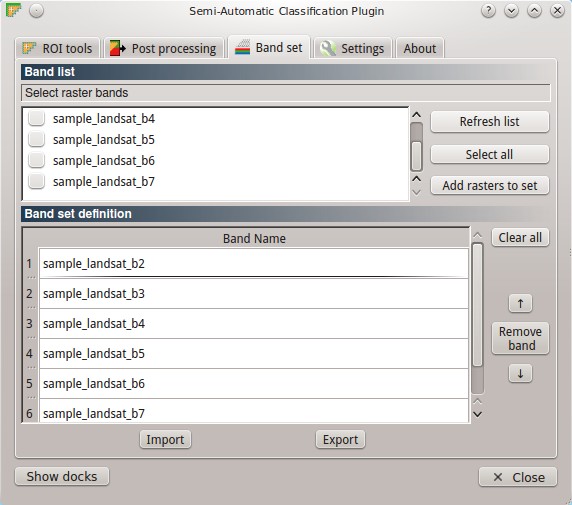 Semi-Automatic Classification Plugin
ROI tools
Post processing
Band set
Settings
About
Band list
Select raster bands
sample_landsat_b4
sample_landsat_b5
sample_landsat_b6
sample_landsat_b7
Refresh list
Select all
Add rasters to set
Band set definition
Band Name
1 sample_landsat_b2
2 sample_landsat_b3
3 sample_landsat_b4
4 sample_landsat_b5
5 sample_landsat_b6
6 sample_landsat_b7
Clear all
↑
Remove
band
↓
Import
Export
Show docks
Close